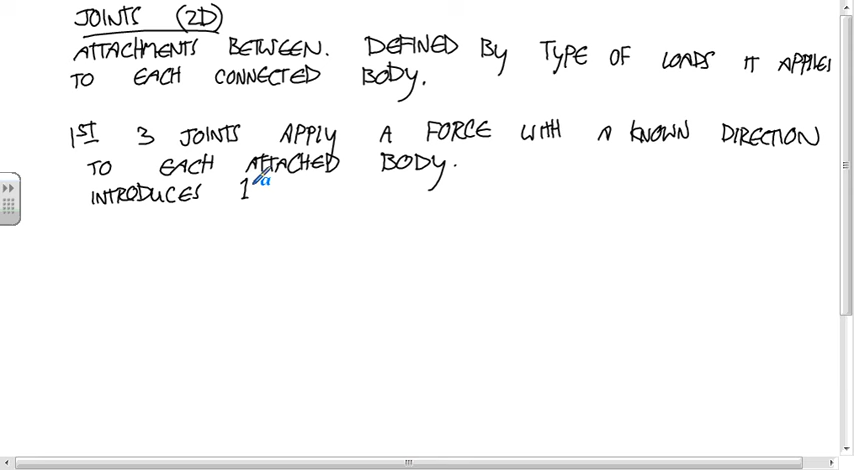 JOINTS (2D)
ATTACHMENTS BETWEEN. DEFINED BY TYPE OF LOADS IT APPLIES
TO EACH CONNECTED BODY.
1ST 3 JOINTS APPLY A FORCE WITH A KNOWN DIRECTION
TO EACH ATTACHED BODY.
INTRODUCES 1